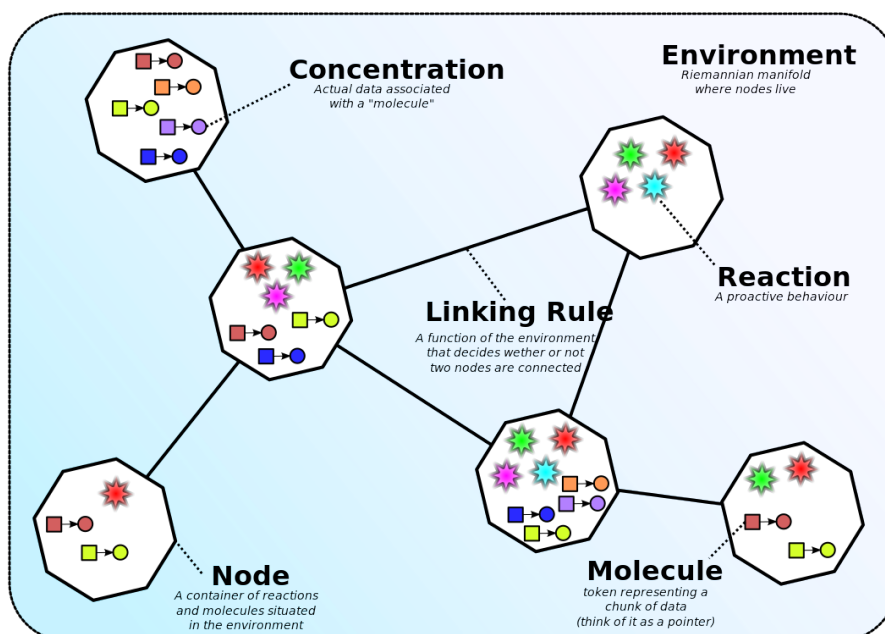 Concentration
Actual data associated
with a "molecule"
Environment
Riemannian manifold
where nodes live
Reaction
A proactive behaviour
Linking Rule
A function of the environment
that decides wether or not
two nodes are connected
Node
A container of reactions
and molecules situated
in the environment
Molecule
token representing a
chunk of data
(think of it as a pointer)